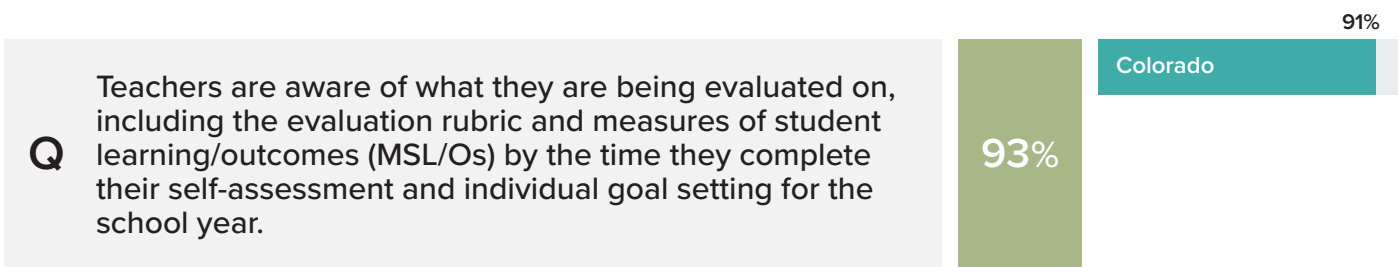 91%
Teachers are aware of what they are being evaluated on,
including the evaluation rubric and measures of student
Q learning/outcomes (MSL/Os) by the time they complete
their self-assessment and individual goal setting for the
school year.
93%
Colorado